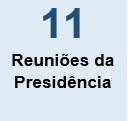 11
Reuniões da
Presidência